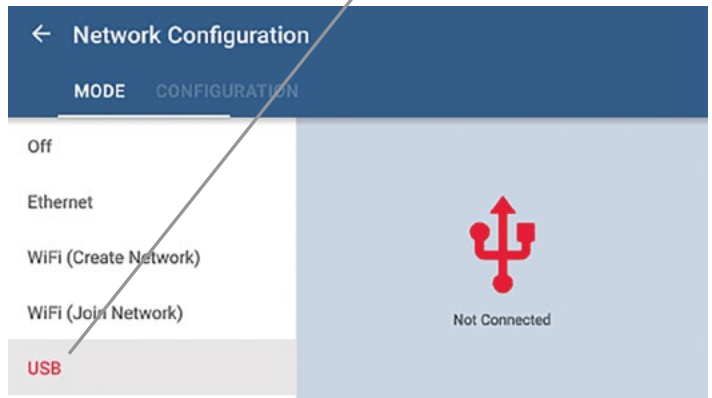 Network Configuration
MODE CONFIGURATION
Off
Ethernet
WiFi (Create Network)
WiFi (Join Network)
Not Connected
USB